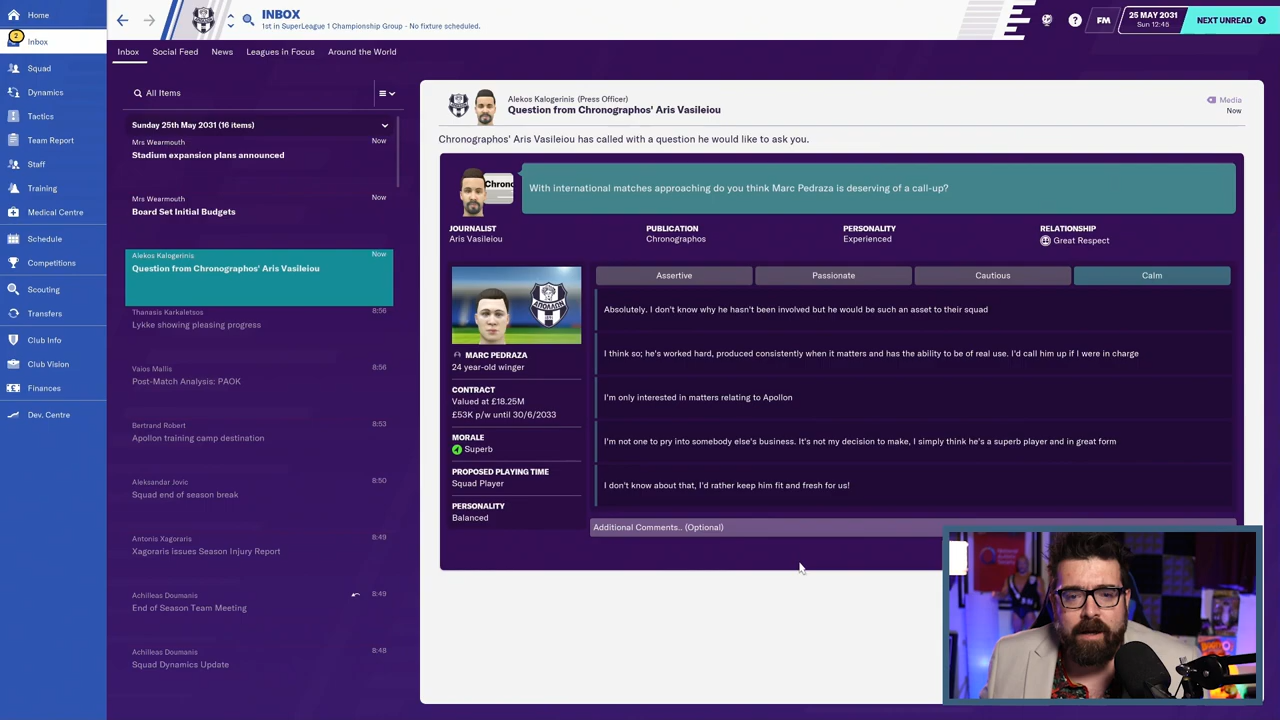 Home
2
Inbox
Squad
Dynamics
Tactics
Team Report
Staff
Training
Medical Centre
Schedule
Competitions
Scouting
Transfers
Club Info
Club Vision
Finances
Dev. Centre
INBOX
1st in SuperLeague 1 Championship Group - No fixture scheduled.
?
FM
25 MAY 2031
Sun 12:45
NEXT UNREAD
Inbox
Social Feed
News
Leagues in Focus
Around the World
All Items
Sunday 25th May 2031 (16 items)
Mrs Wearmouth
Now
Stadium expansion plans announced
Mrs Wearmouth
Now
Board Set Initial Budgets
Alekos Kalogerinis
Now
Question from Chronographos' Aris Vasileiou
Thanasis Karkaletsos
8:56
Lykke showing pleasing progress
Vaios Mallis
8:56
Post-Match Analysis: PAOK
Bertrand Robert
8:53
Apollon training camp destination
Aleksandar Jovic
8:50
Squad end of season break
Antonis Xagoraris
8:49
Xagoraris issues Season Injury Report
Achilleas Doumanis
8:49
End of Season Team Meeting
Achilleas Doumanis
8:48
Squad Dynamics Update
Alekos Kalogerinis (Press Officer)
Question from Chronographos' Aris Vasileiou
Media
Now
Chronographos' Aris Vasileiou has called with a question he would like to ask you.
Chrono
With international matches approaching do you think Marc Pedraza is deserving of a call-up?
JOURNALIST
Aris Vasileiou
PUBLICATION
Chronographos
PERSONALITY
Experienced
RELATIONSHIP
Great Respect
MARC PEDRAZA
24 year-old winger
CONTRACT
Valued at £18.25M
£53K p/w until 30/6/2033
MORALE
Superb
PROPOSED PLAYING TIME
Squad Player
PERSONALITY
Balanced
Assertive
Passionate
Cautious
Calm
Absolutely. I don't know why he hasn't been involved but he would be such an asset to their squad
I think so; he's worked hard, produced consistently when it matters and has the ability to be of real use. I'd call him up if I were in charge
I'm only interested in matters relating to Apollon
I'm not one to pry into somebody else's business. It's not my decision to make, I simply think he's a superb player and in great form
I don't know about that, I'd rather keep him fit and fresh for us!
Additional Comments.. (Optional)